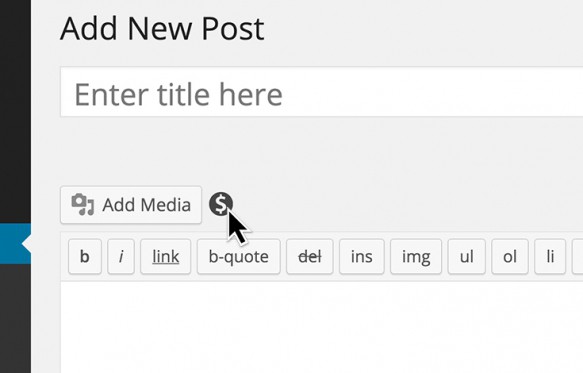 Add New Post
Enter title here
Add Media $
b i link b-quote del ins img ul ol li